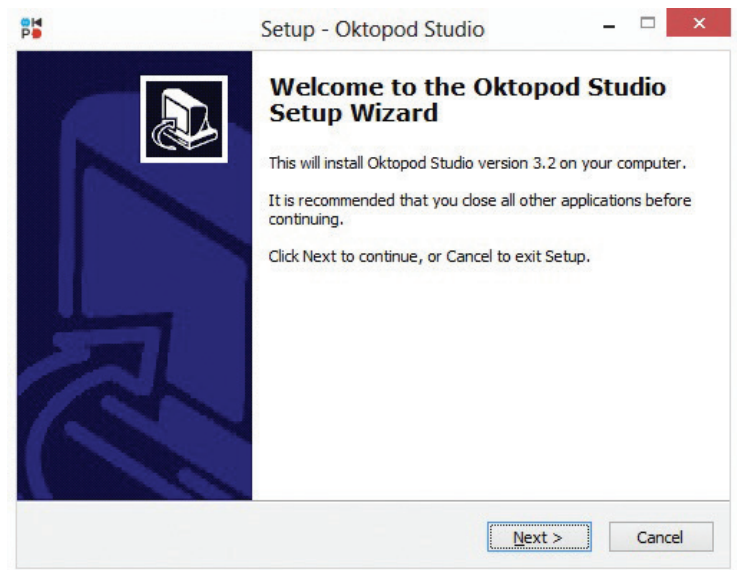 Setup - Oktopod Studio
Welcome to the Oktopod Studio
Setup Wizard
This will install Oktopod Studio version 3.2 on your computer.
It is recommended that you close all other applications before
continuing.
Click Next to continue, or Cancel to exit Setup.
Next >
Cancel